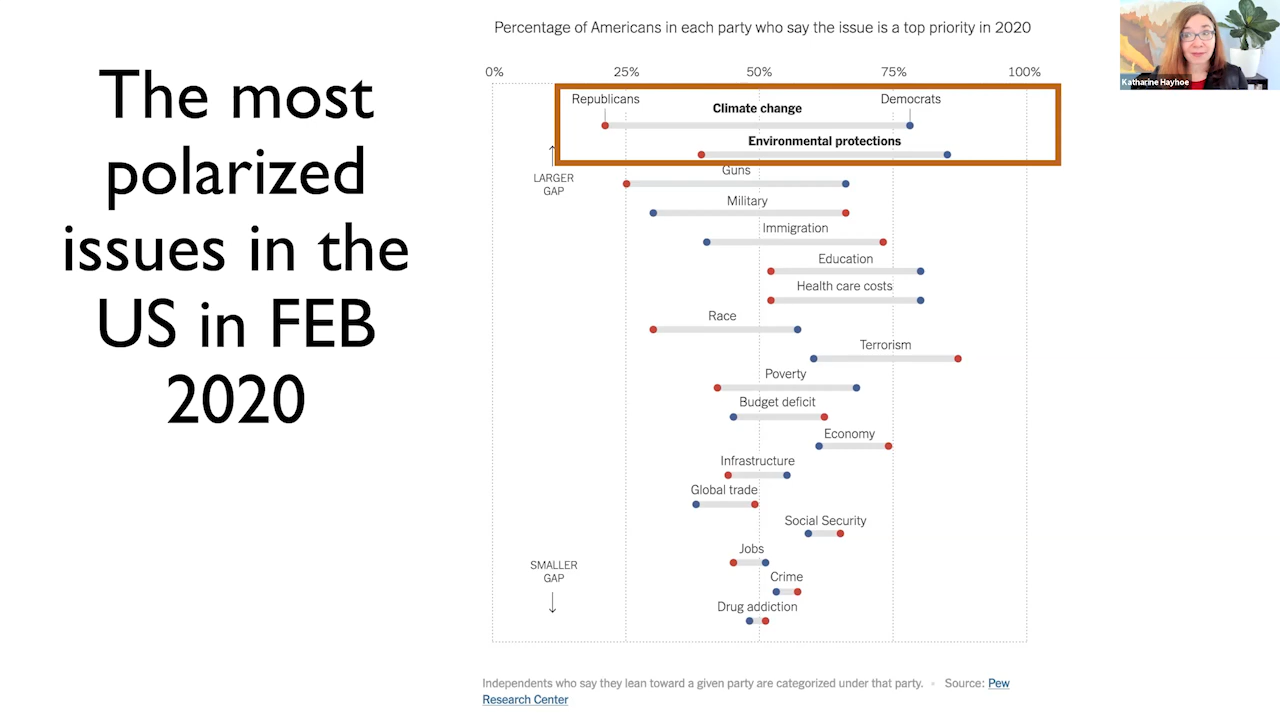 The most
polarized
issues in the
US in FEB
2020
Percentage of Americans in each party who say the issue is a top priority in 2020
0% 25% 50% 75% 100%
Republicans Climate change Democrats
Environmental protections
LARGER
GAP
Guns
Military
Immigration
Education
Health care costs
Race
Terrorism
Poverty
Budget deficit
Economy
Infrastructure
Global trade
Social Security
Jobs
SMALLER
GAP
Crime
Drug addiction
Independents who say they lean toward a given party are categorized under that party. • Source: Pew
Research Center
Katharine Hayhoe